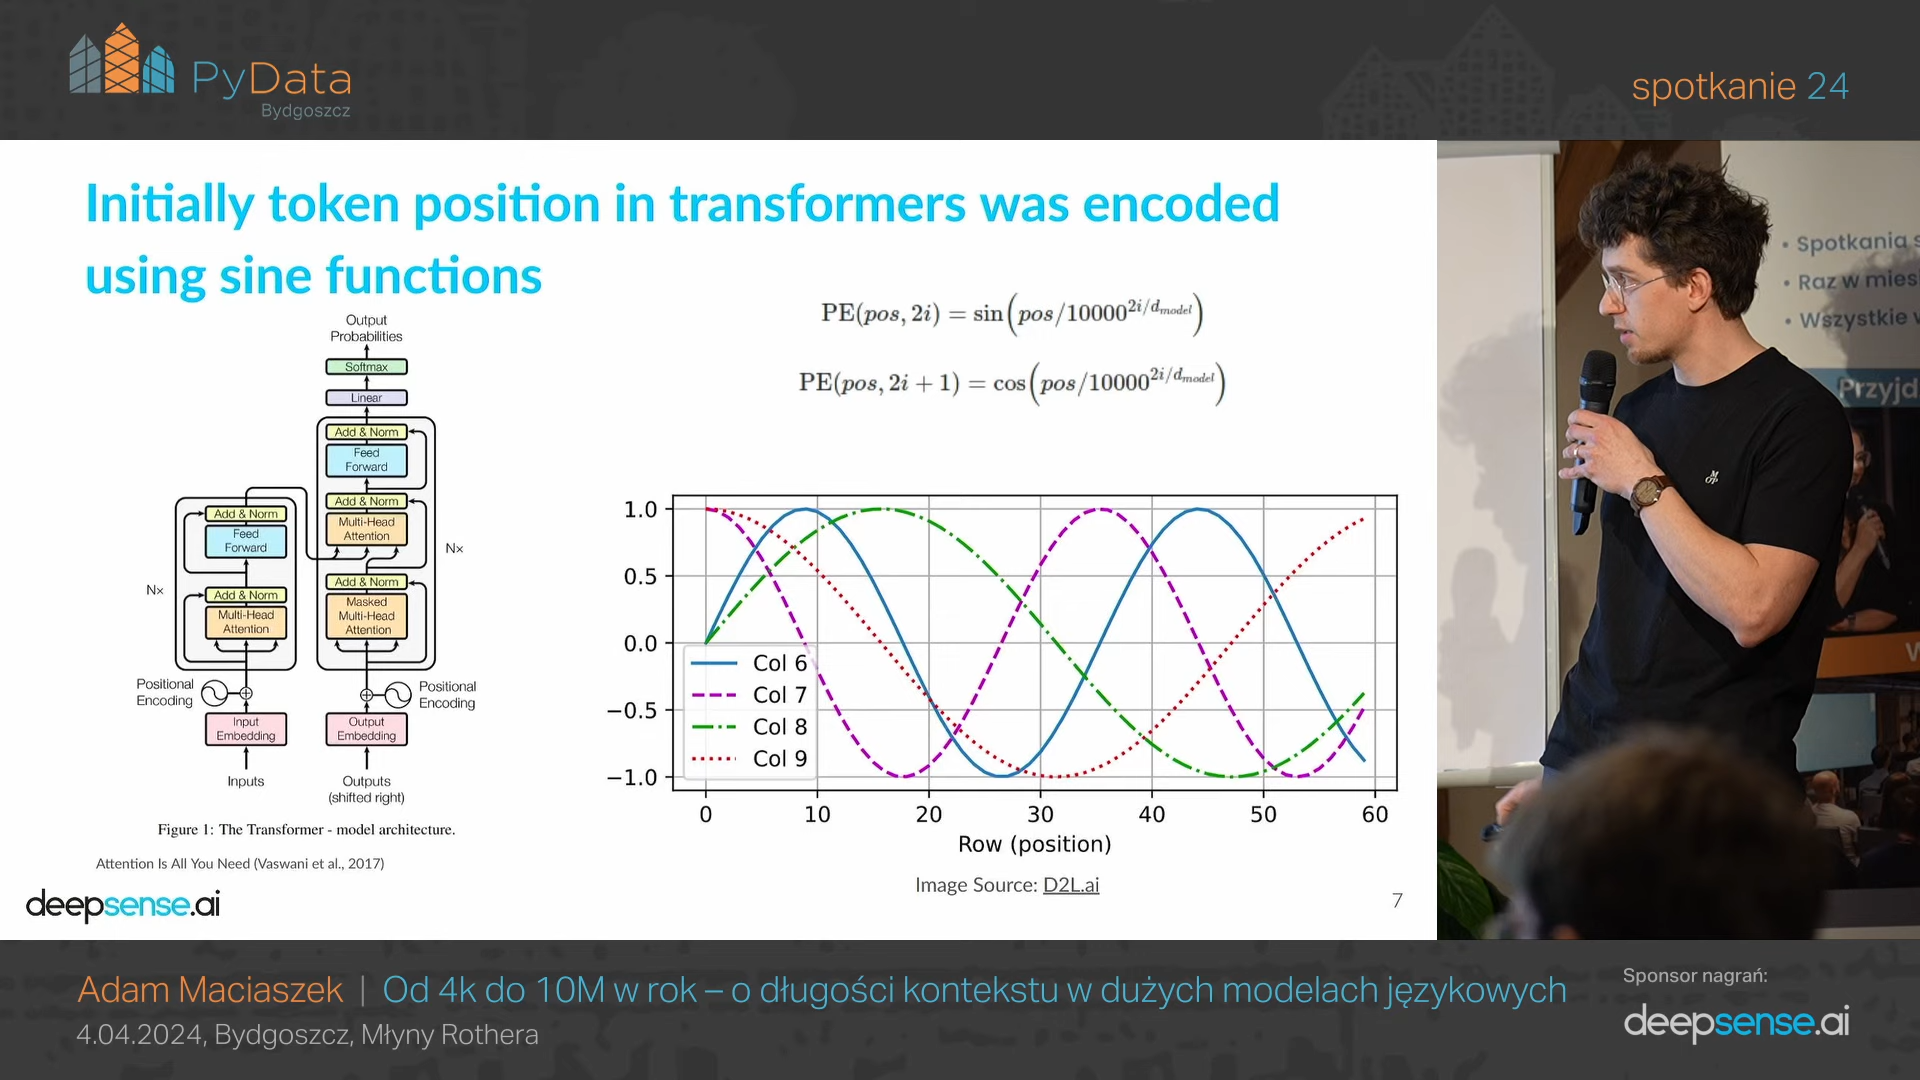 PyData
Bydgoszcz
spotkanie 24
Initially token position in transformers was encoded
using sine functions
PE(pos, 2i) = sin(pos/10000^{2i/d_{model}})
PE(pos, 2i + 1) = cos(pos/10000^{2i/d_{model}})
Output
Probabilities
Softmax
Linear
Add & Norm
Feed
Forward
Add & Norm
Multi-Head
Attention
Add & Norm
Masked
Multi-Head
Attention
Nx
Add & Norm
Feed
Forward
Add & Norm
Multi-Head
Attention
Nx
Positional
Encoding
Positional
Encoding
Input
Embedding
Output
Embedding
Inputs
Outputs
(shifted right)
Figure 1: The Transformer - model architecture.
Attention Is All You Need (Vaswani et al., 2017)
1.0
0.5
0.0
−0.5
−1.0
Col 6
Col 7
Col 8
Col 9
0 10 20 30 40 50 60
Row (position)
Image Source: D2L.ai
deepsense.ai
7
• Spotkania
• Raz w mies
• Wszystkie
Przyjd
Adam Maciaszek | Od 4k do 10M w rok – o długości kontekstu w dużych modelach językowych
4.04.2024, Bydgoszcz, Młyny Rothera
Sponsor nagrań:
deepsense.ai